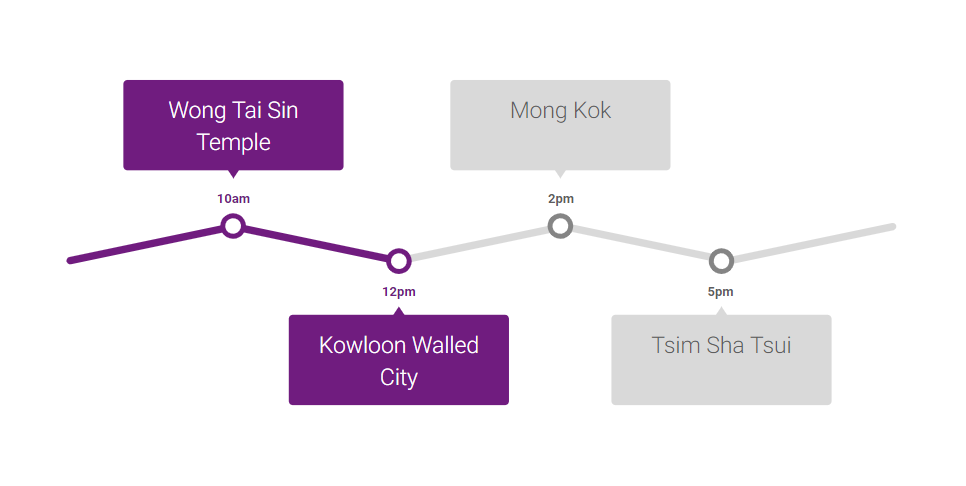 Wong Tai Sin
Temple
10am
12pm
Kowloon Walled
City
Mong Kok
2pm
5pm
Tsim Sha Tsui